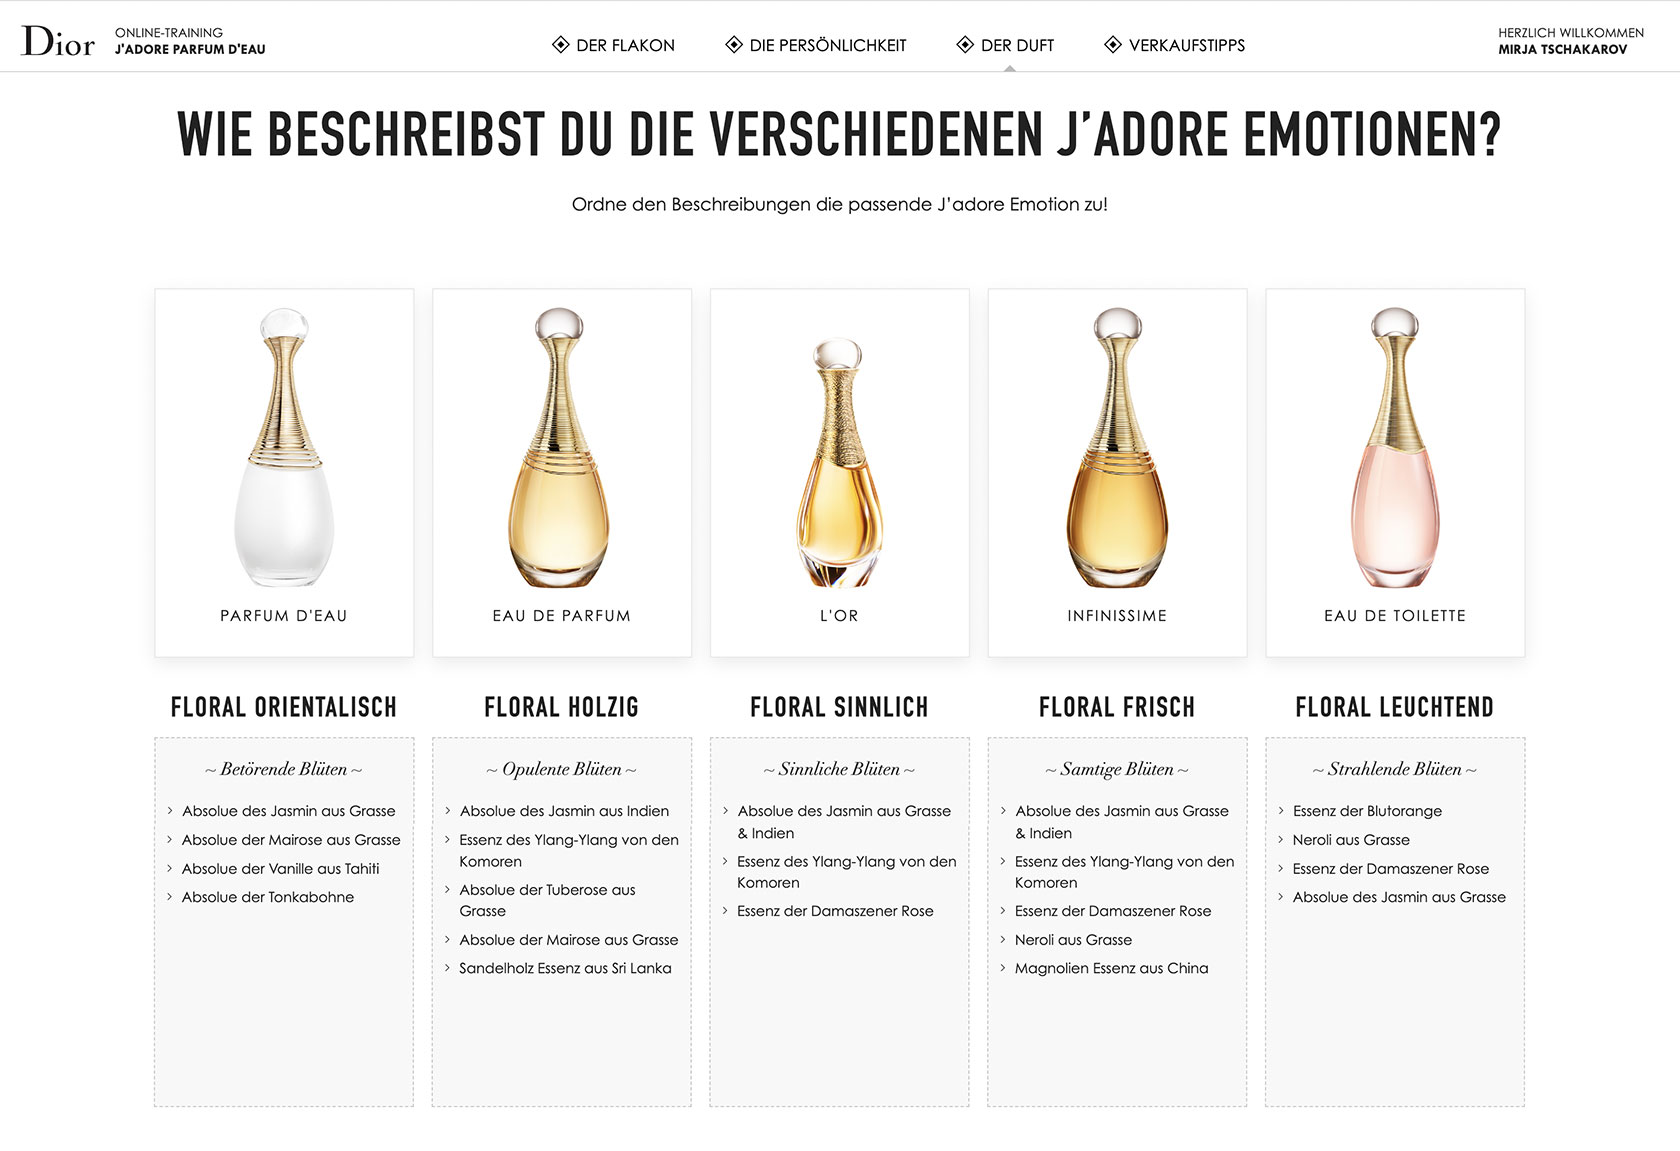 Dior
ONLINE-TRAINING
J'ADORE PARFUM D'EAU
DER FLAKON
DIE PERSÖNLICHKEIT
DER DUFT
VERKAUFSTIPPS
HERZLICH WILLKOMMEN
MIRJA TSCHAKAROV
WIE BESCHREIBST DU DIE VERSCHIEDENEN J’ADORE EMOTIONEN?
Ordne den Beschreibungen die passende J’adore Emotion zu!
PARFUM D'EAU
EAU DE PARFUM
L'OR
INFINISSIME
EAU DE TOILETTE
FLORAL ORIENTALISCH
~ Betörende Blüten ~
Absolue des Jasmin aus Grasse
Absolue der Mairose aus Grasse
Absolue der Vanille aus Tahiti
Absolue der Tonkabohne
FLORAL HOLZIG
~ Opulente Blüten ~
Absolue des Jasmin aus Indien
Essenz des Ylang-Ylang von den
Komoren
Absolue der Tuberose aus
Grasse
Absolue der Mairose aus Grasse
Sandelholz Essenz aus Sri Lanka
FLORAL SINNLICH
~ Sinnliche Blüten ~
Absolue des Jasmin aus Grasse
& Indien
Essenz des Ylang-Ylang von den
Komoren
Essenz der Damaszener Rose
FLORAL FRISCH
~ Samtige Blüten ~
Absolue des Jasmin aus Grasse
& Indien
Essenz des Ylang-Ylang von den
Komoren
Essenz der Damaszener Rose
Neroli aus Grasse
Magnolien Essenz aus China
FLORAL LEUCHTEND
~ Strahlende Blüten ~
Essenz der Blutorange
Neroli aus Grasse
Essenz der Damaszener Rose
Absolue des Jasmin aus Grasse